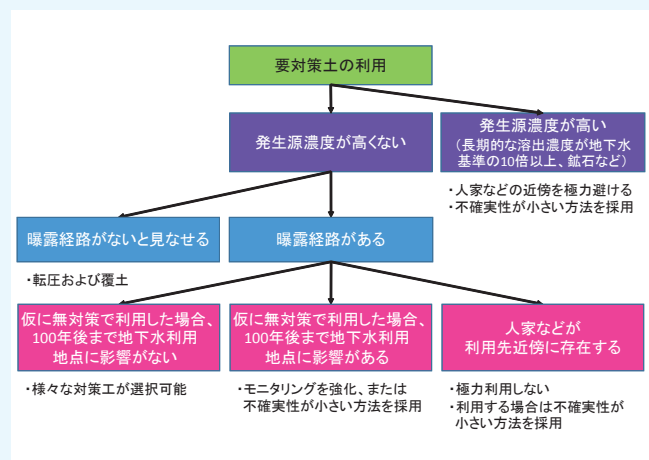 要対策土の利用
発生源濃度が高くない
発生源濃度が高い
（長期的な溶出濃度が地下水
基準の10倍以上、鉱石など）
・人家などの近傍を極力避ける
・不確実性が小さい方法を採用
曝露経路がないと見なせる
曝露経路がある
・転圧および覆土
仮に無対策で利用した場合、
100年後まで地下水利用
地点に影響がない
仮に無対策で利用した場合、
100年後まで地下水利用
地点に影響がある
人家などが
利用先近傍に存在する
・様々な対策工が選択可能
・モニタリングを強化、または
不確実性が小さい方法を採用
・極力利用しない
・利用する場合は不確実性が
小さい方法を採用